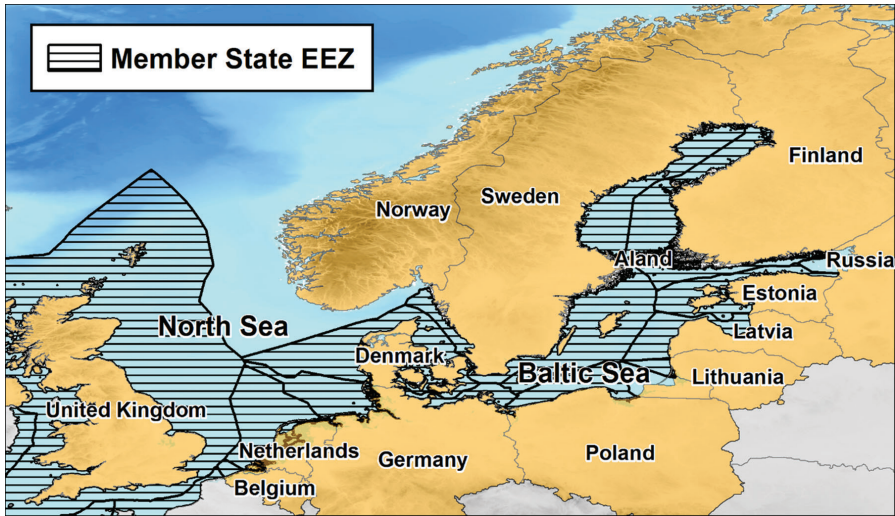 Member State EEZ
Finland
Sweden
Norway
Aland
Russia
Estonia
North Sea
Latvia
Denmark
Baltic Sea
Lithuania
United Kingdom
Netherlands
Germany
Poland
Belgium